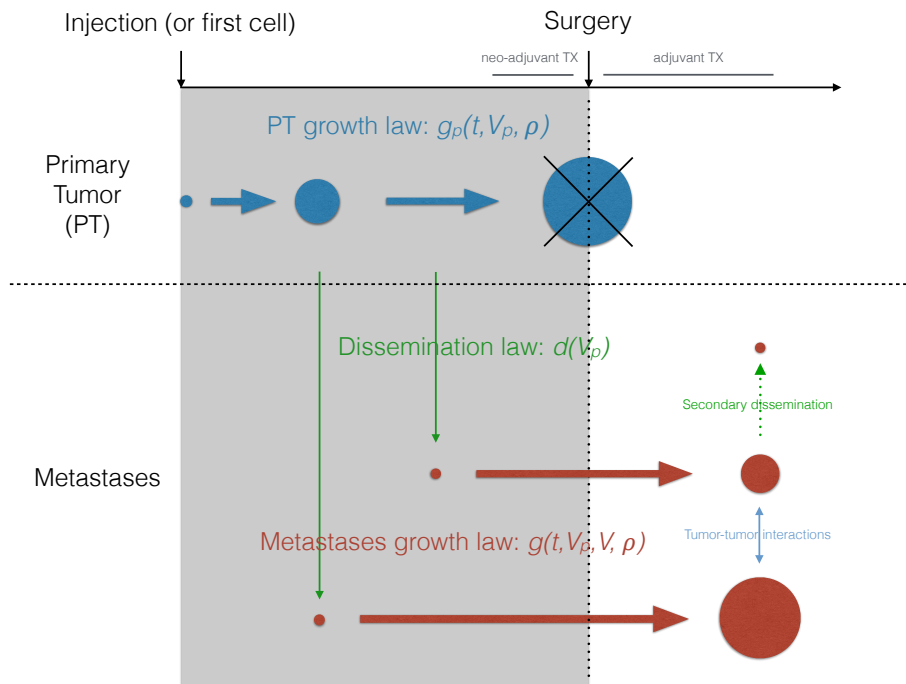 Injection (or first cell)
Surgery
neo-adjuvant TX
adjuvant TX
PT growth law: gₚ(t,Vₚ, ρ)
Primary
Tumor
(PT)
Dissemination law: d(Vₚ)
Secondary dissemination
Metastases
Metastases growth law: g(t,Vₚ,V, ρ)
Tumor-tumor interactions